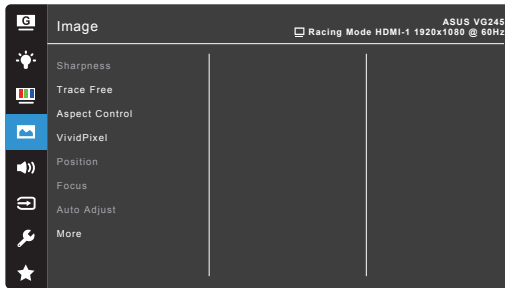 G
Image
ASUS VG245
Racing Mode HDMI-1 1920x1080 @ 60Hz
Sharpness
Trace Free
Aspect Control
VividPixel
Position
Focus
Auto Adjust
More